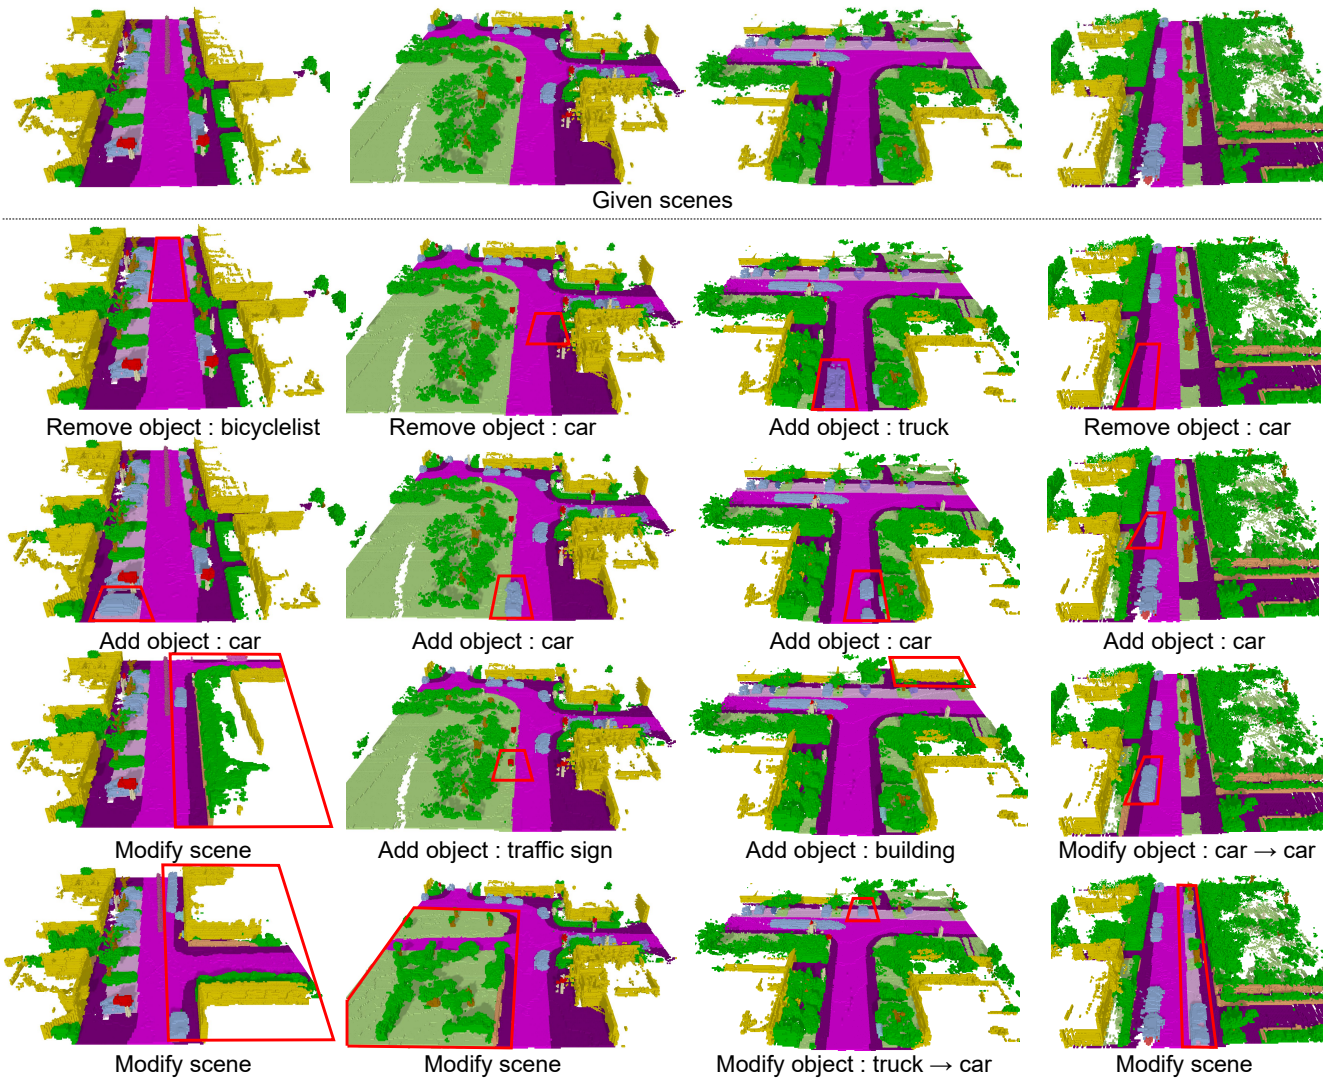 Given scenes
Remove object : bicyclelist
Remove object : car
Add object : truck
Remove object : car
Add object : car
Add object : car
Add object : car
Add object : car
Modify scene
Add object : traffic sign
Add object : building
Modify object : car → car
Modify scene
Modify scene
Modify object : truck → car
Modify scene